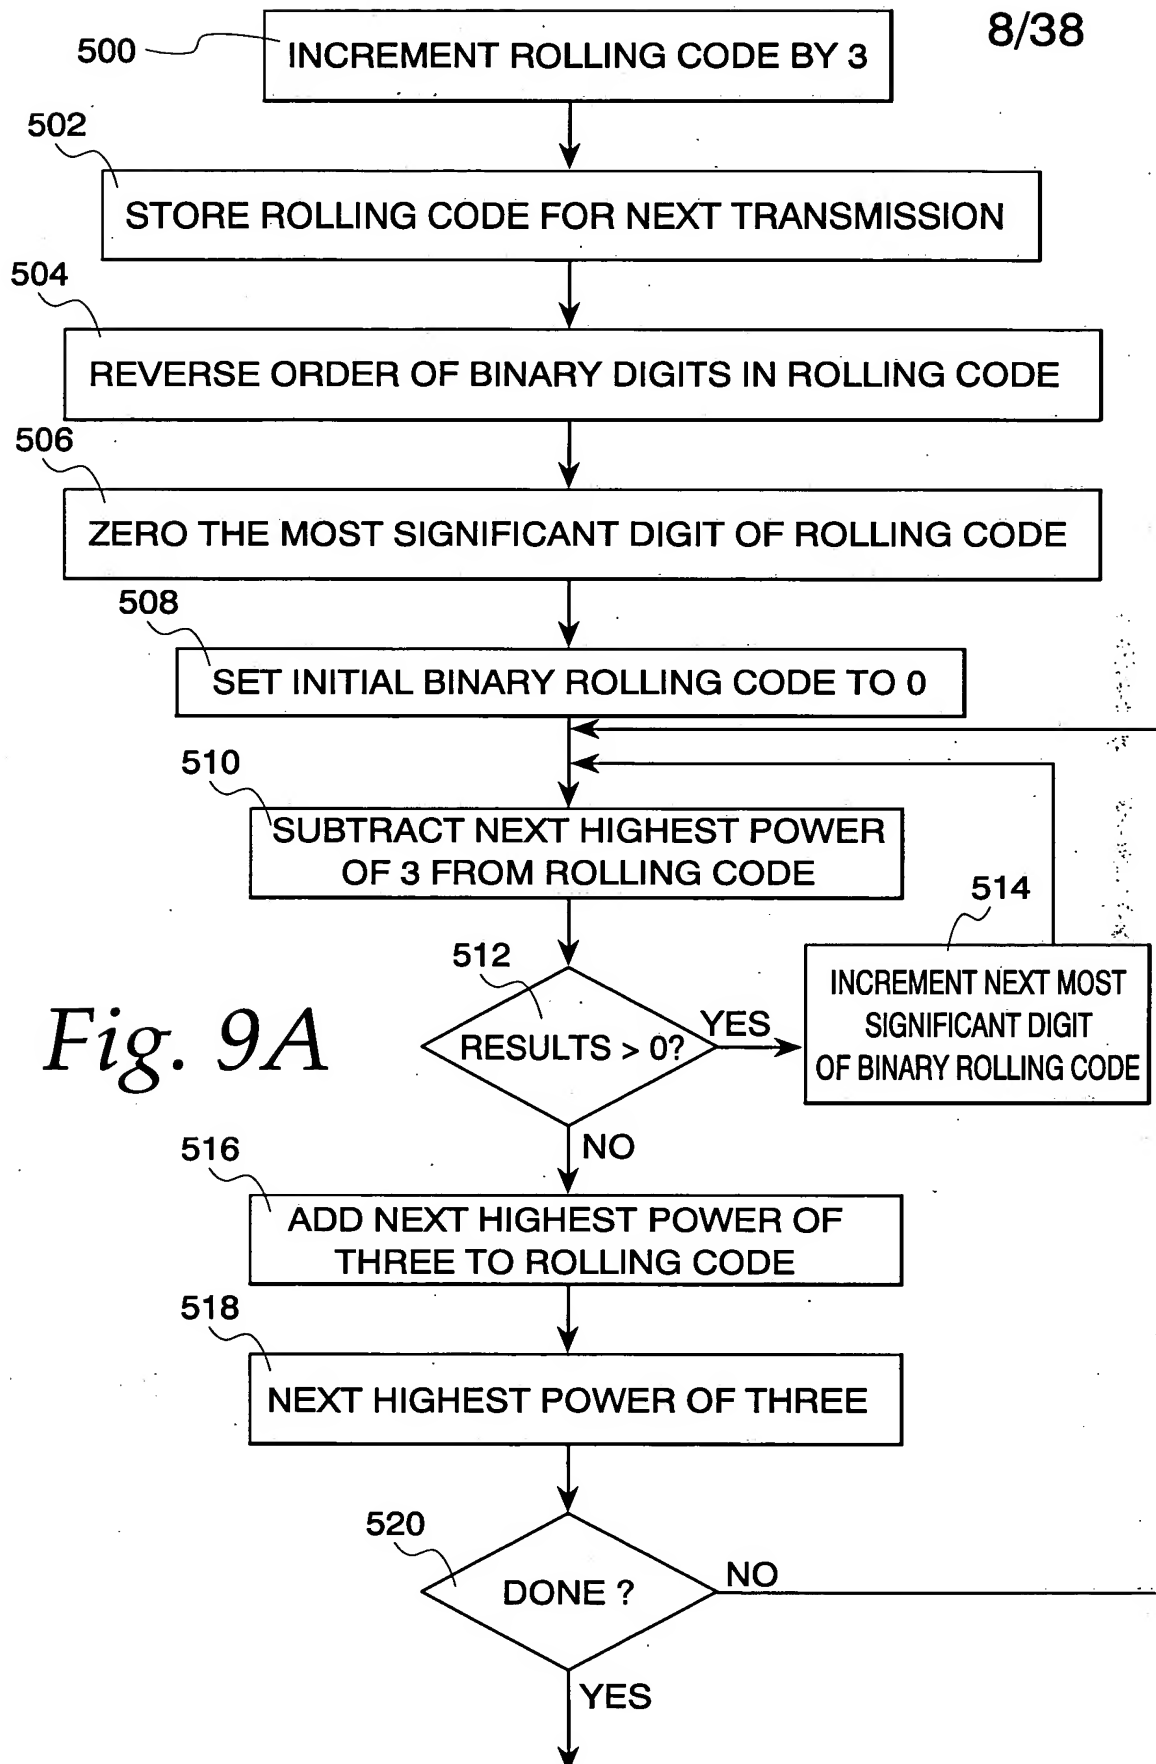 8/38
500
INCREMENT ROLLING CODE BY 3
502
STORE ROLLING CODE FOR NEXT TRANSMISSION
504
REVERSE ORDER OF BINARY DIGITS IN ROLLING CODE
506
ZERO THE MOST SIGNIFICANT DIGIT OF ROLLING CODE
508
SET INITIAL BINARY ROLLING CODE TO 0
510
SUBTRACT NEXT HIGHEST POWER
OF 3 FROM ROLLING CODE
512
RESULTS > 0?
YES
514
INCREMENT NEXT MOST
SIGNIFICANT DIGIT
OF BINARY ROLLING CODE
Fig. 9A
NO
516
ADD NEXT HIGHEST POWER OF
THREE TO ROLLING CODE
518
NEXT HIGHEST POWER OF THREE
520
DONE ?
NO
YES